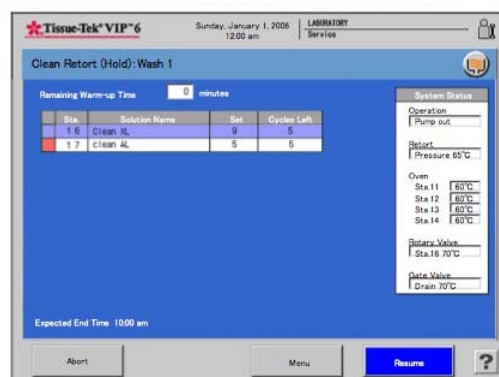 Tissue-Tek® VIP™6
Sunday, January 1, 2006
12:00 am
LABORATORY
Service
Clean Retort (Hold): Wash 1
Remaining Warm-up Time 0 minutes
Sta. Solution Name Set Cycles Left
16 Clean XL 9 5
17 Clean AL 5 5
Expected End Time 10:00 am
System Status
Operation
Pump out
Retort
Pressure 65°C
Oven
Sta.11 60°C
Sta.12 60°C
Sta.13 60°C
Sta.14 60°C
Rotary Valve
Sta.16 70°C
Gate Valve
Drain 70°C
Abort Menu Resume ?